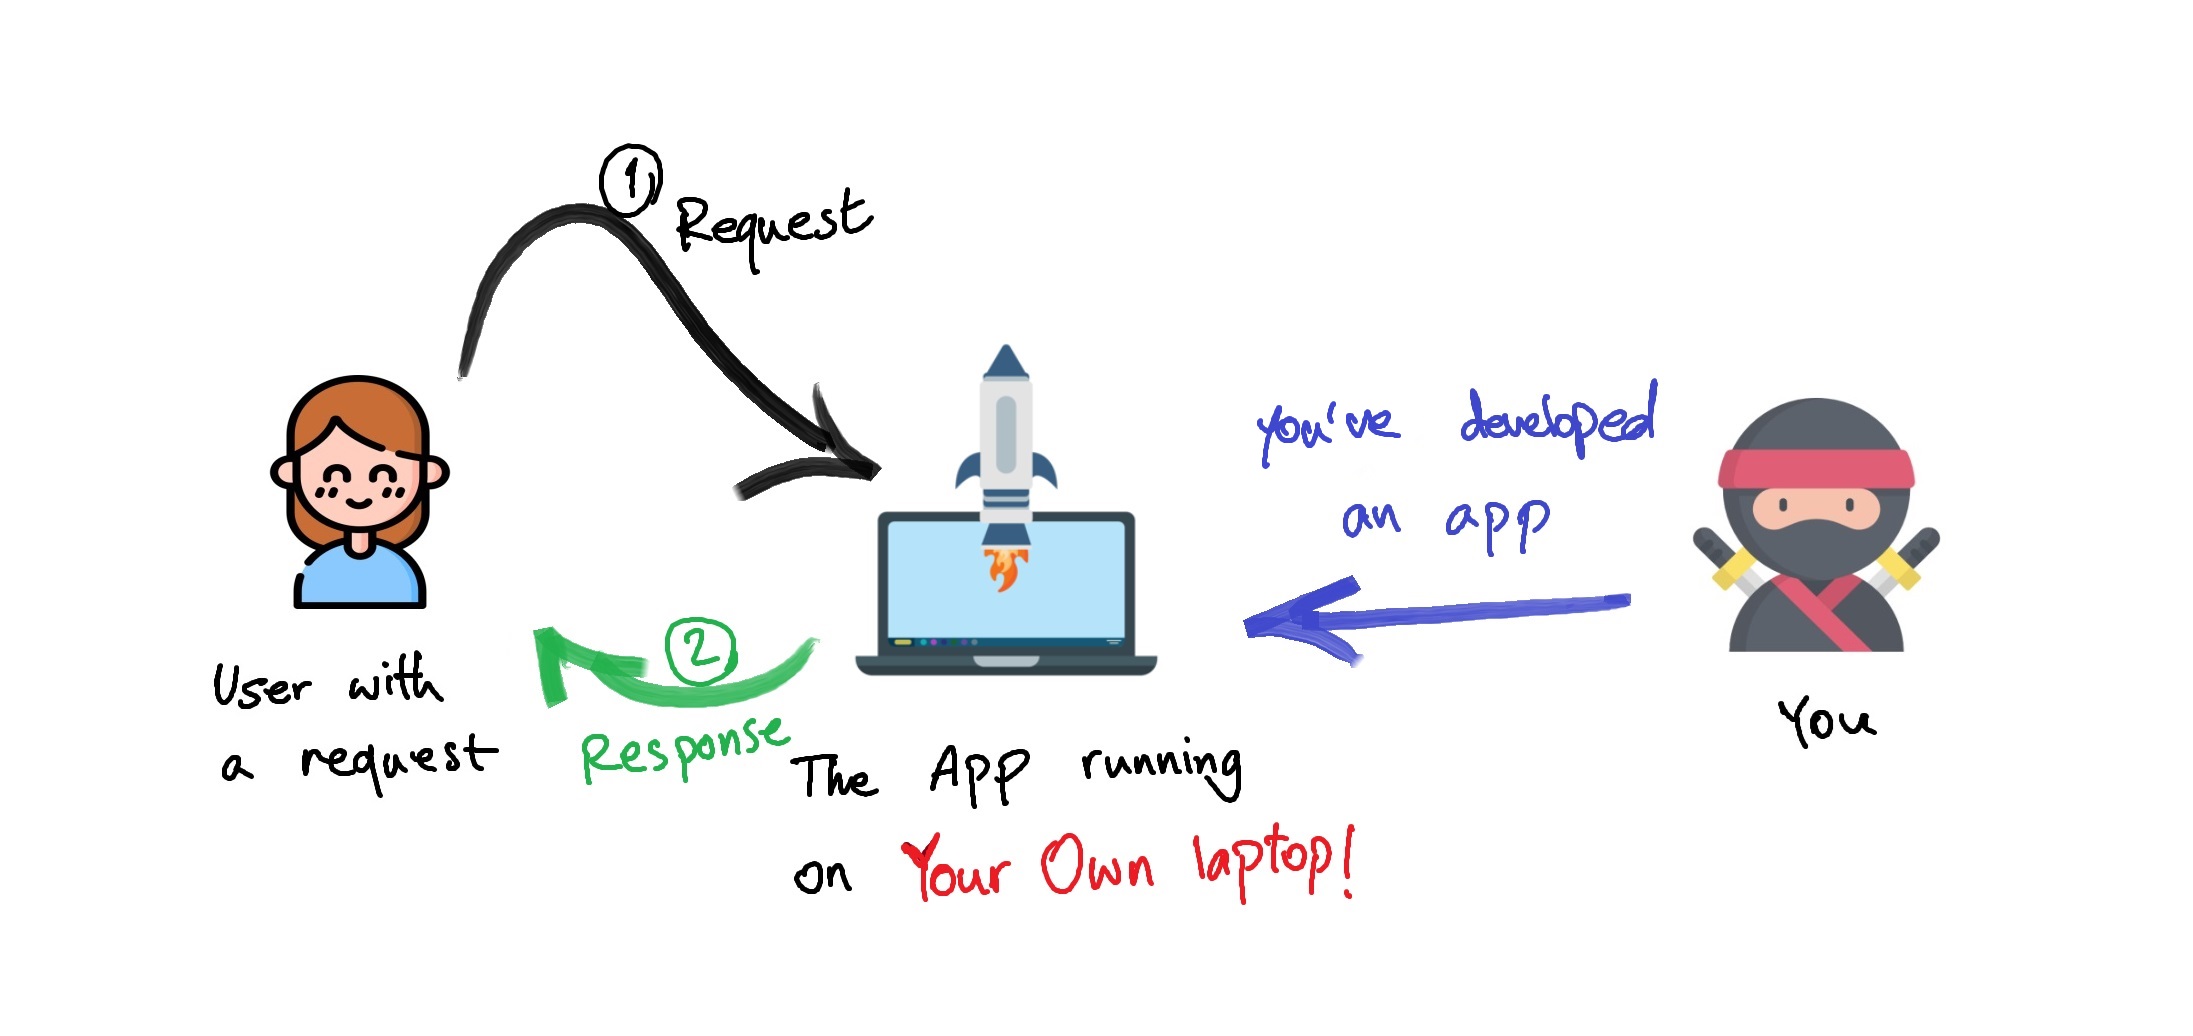 1
Request
you've developed
an app
2
Response
User with
a request
The App running
on Your Own laptop!
You